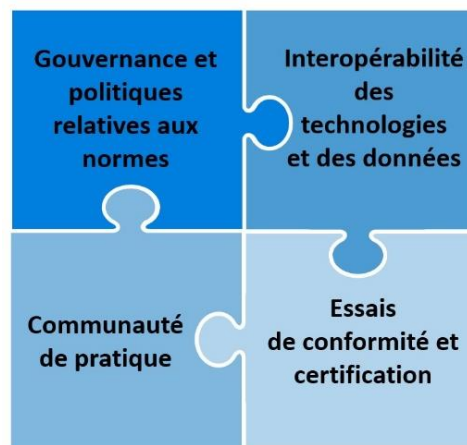 Gouvernance et
politiques
relatives aux
normes
Interopérabilité
des
technologies
et des données
Communauté
de pratique
Essais
de conformité et
certification